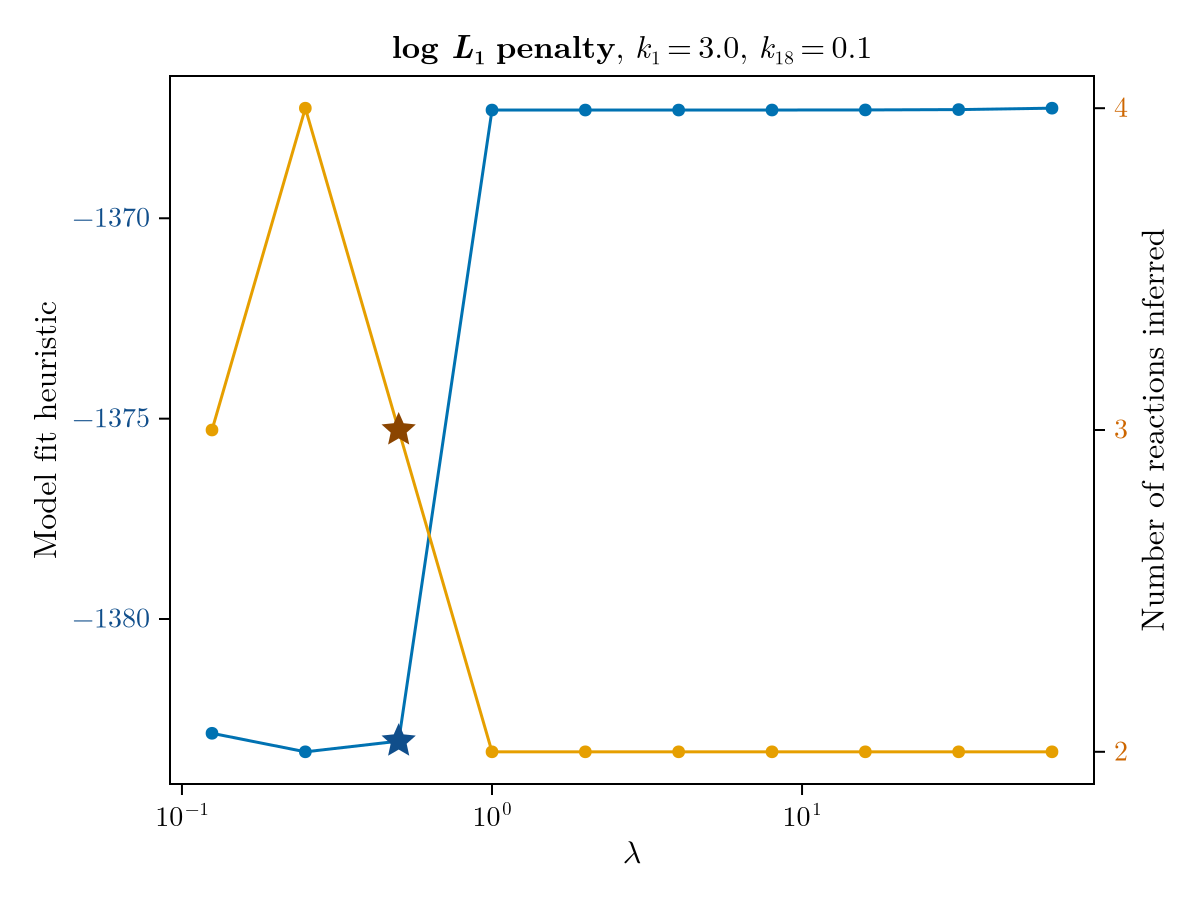 log L₁ penalty, k₁ = 3.0, k₁₈ = 0.1
Model fit heuristic
−1370
−1375
−1380
4
3
2
Number of reactions inferred
10⁻¹
10⁰
10¹
λ